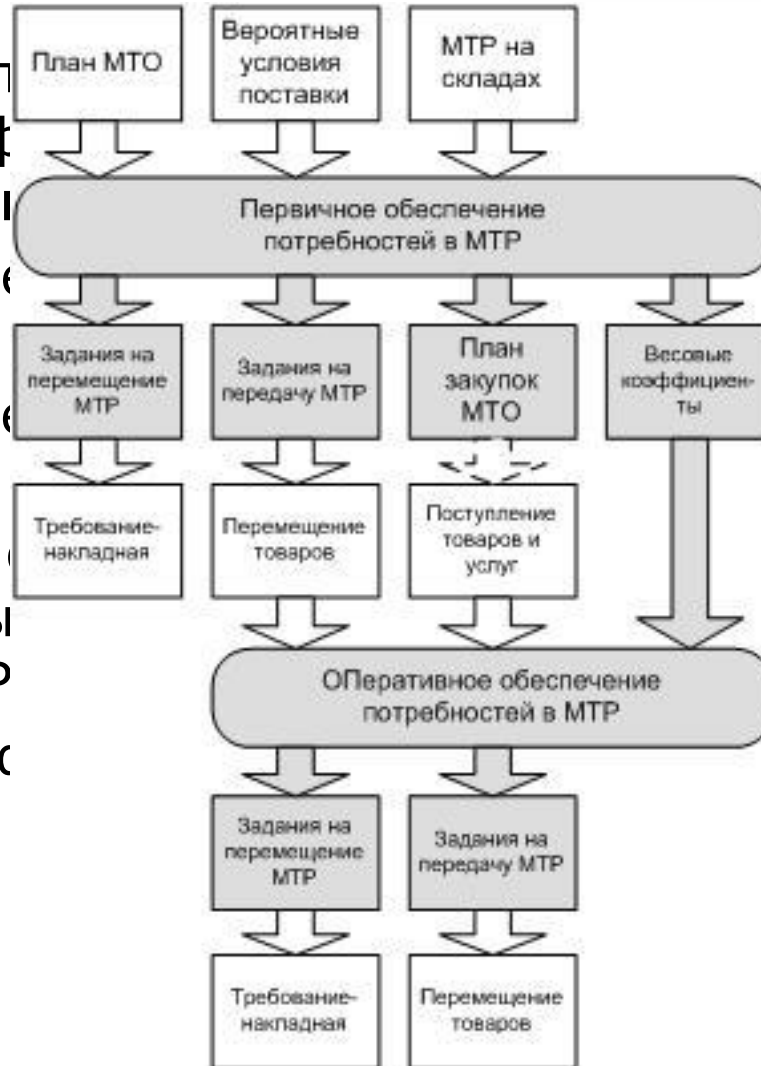 План МТО
Вероятные
условия
поставки
МТР на
складах
Первичное обеспечение
потребностей в МТР
Задания на
перемещение
МТР
Задания на
передачу МТР
План
закупок
МТО
Весовые
коэффициен-
ты
Требование-
накладная
Перемещение
товаров
Поступление
товаров и
услуг
ОПеративное обеспечение
потребностей в МТР
Задания на
перемещение
МТР
Задания на
передачу МТР
Требование-
накладная
Перемещение
товаров